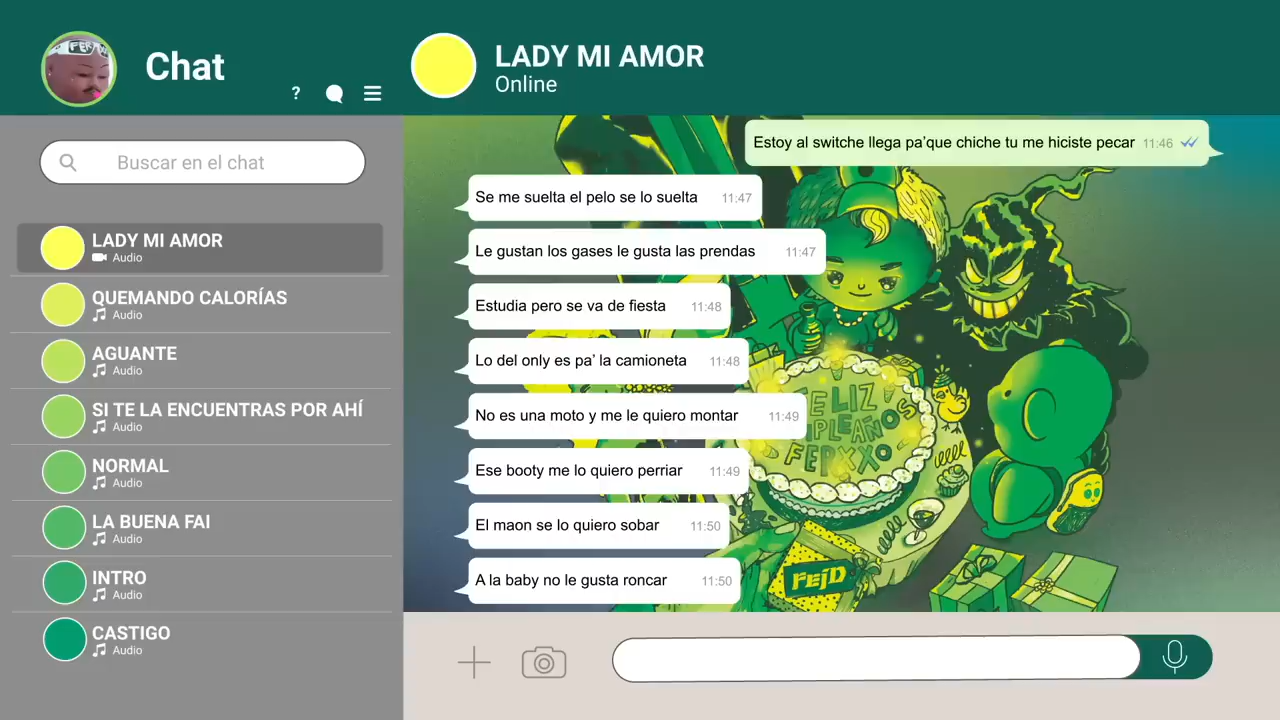 FER
Chat
?
LADY MI AMOR
Online
Buscar en el chat
LADY MI AMOR
Audio
QUEMANDO CALORÍAS
Audio
AGUANTE
Audio
SI TE LA ENCUENTRAS POR AHÍ
Audio
NORMAL
Audio
LA BUENA FAI
Audio
INTRO
Audio
CASTIGO
Audio
Estoy al switche llega pa'que chiche tu me hiciste pecar 11:46
Se me suelta el pelo se lo suelta 11:47
Le gustan los gases le gusta las prendas 11:47
Estudia pero se va de fiesta 11:48
Lo del only es pa' la camioneta 11:48
No es una moto y me le quiero montar 11:49
Ese booty me lo quiero perriar 11:49
El maon se lo quiero sobar 11:50
A la baby no le gusta roncar 11:50
ELIZ
MPLEAÑOS
FERXXO
FEID